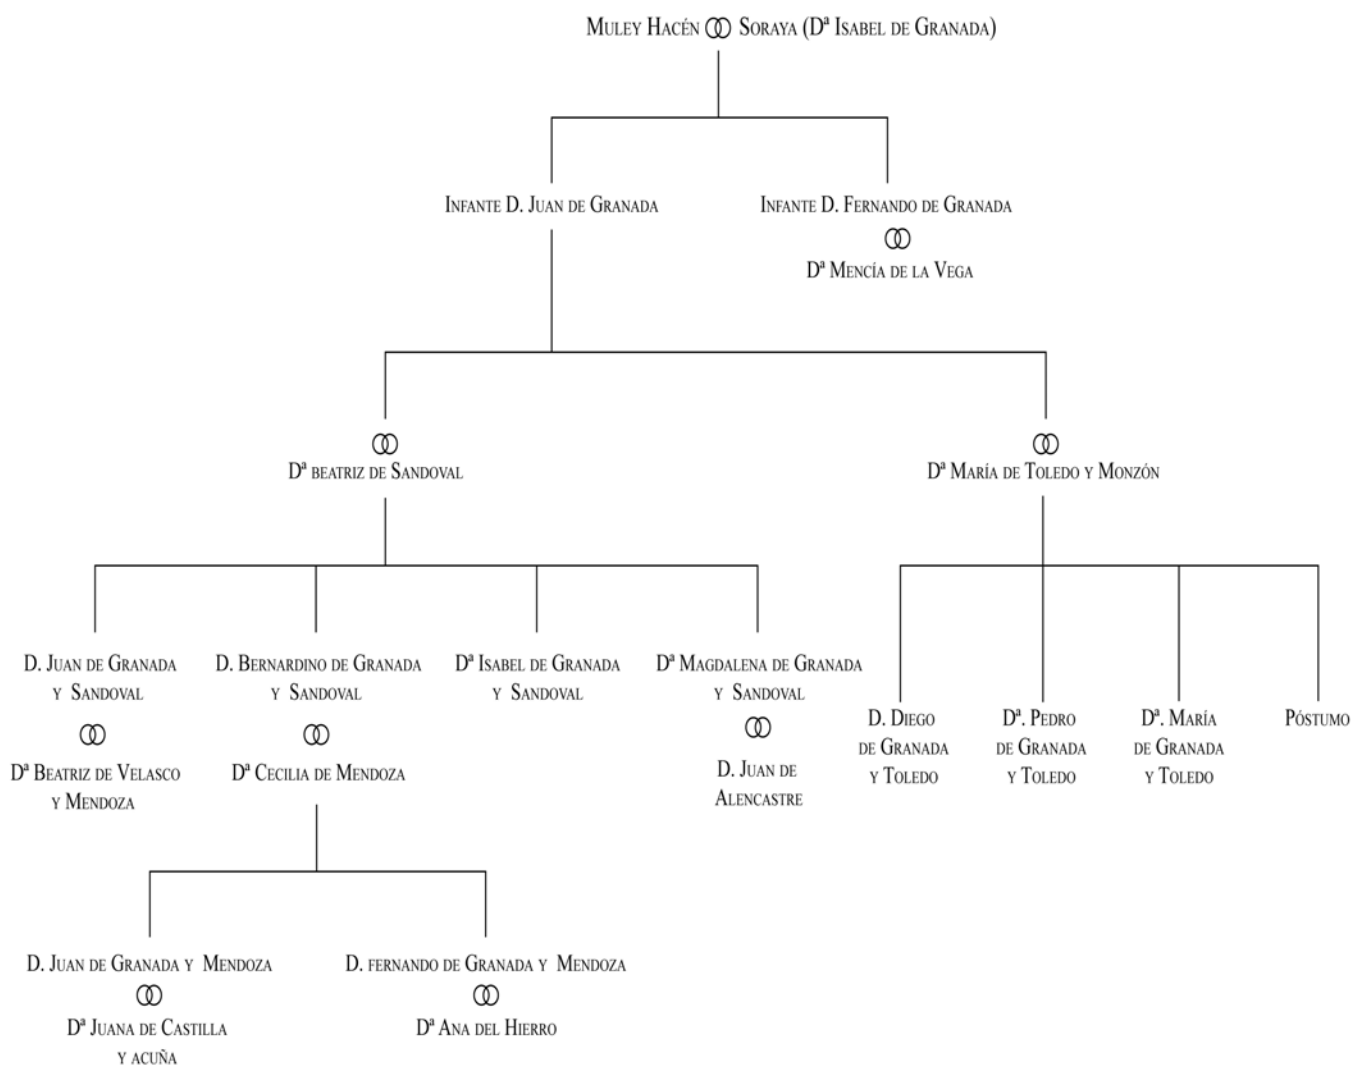 Muley Hacén Soraya (Dª Isabel de Granada)
Infante D. Juan de Granada
Infante D. Fernando de Granada
Dª Mencía de la Vega
Dª beatriz de Sandoval
Dª María de Toledo y Monzón
D. Juan de Granada
y Sandoval
Dª Beatriz de Velasco
y Mendoza
D. Bernardino de Granada
y Sandoval
Dª Cecilia de Mendoza
Dª Isabel de Granada
y Sandoval
Dª Magdalena de Granada
y Sandoval
D. Juan de
Alencastre
D. Diego
de Granada
y Toledo
Dª. Pedro
de Granada
y Toledo
Dª. María
de Granada
y Toledo
Póstumo
D. Juan de Granada y Mendoza
Dª Juana de Castilla
y acuña
D. fernando de Granada y Mendoza
Dª Ana del Hierro